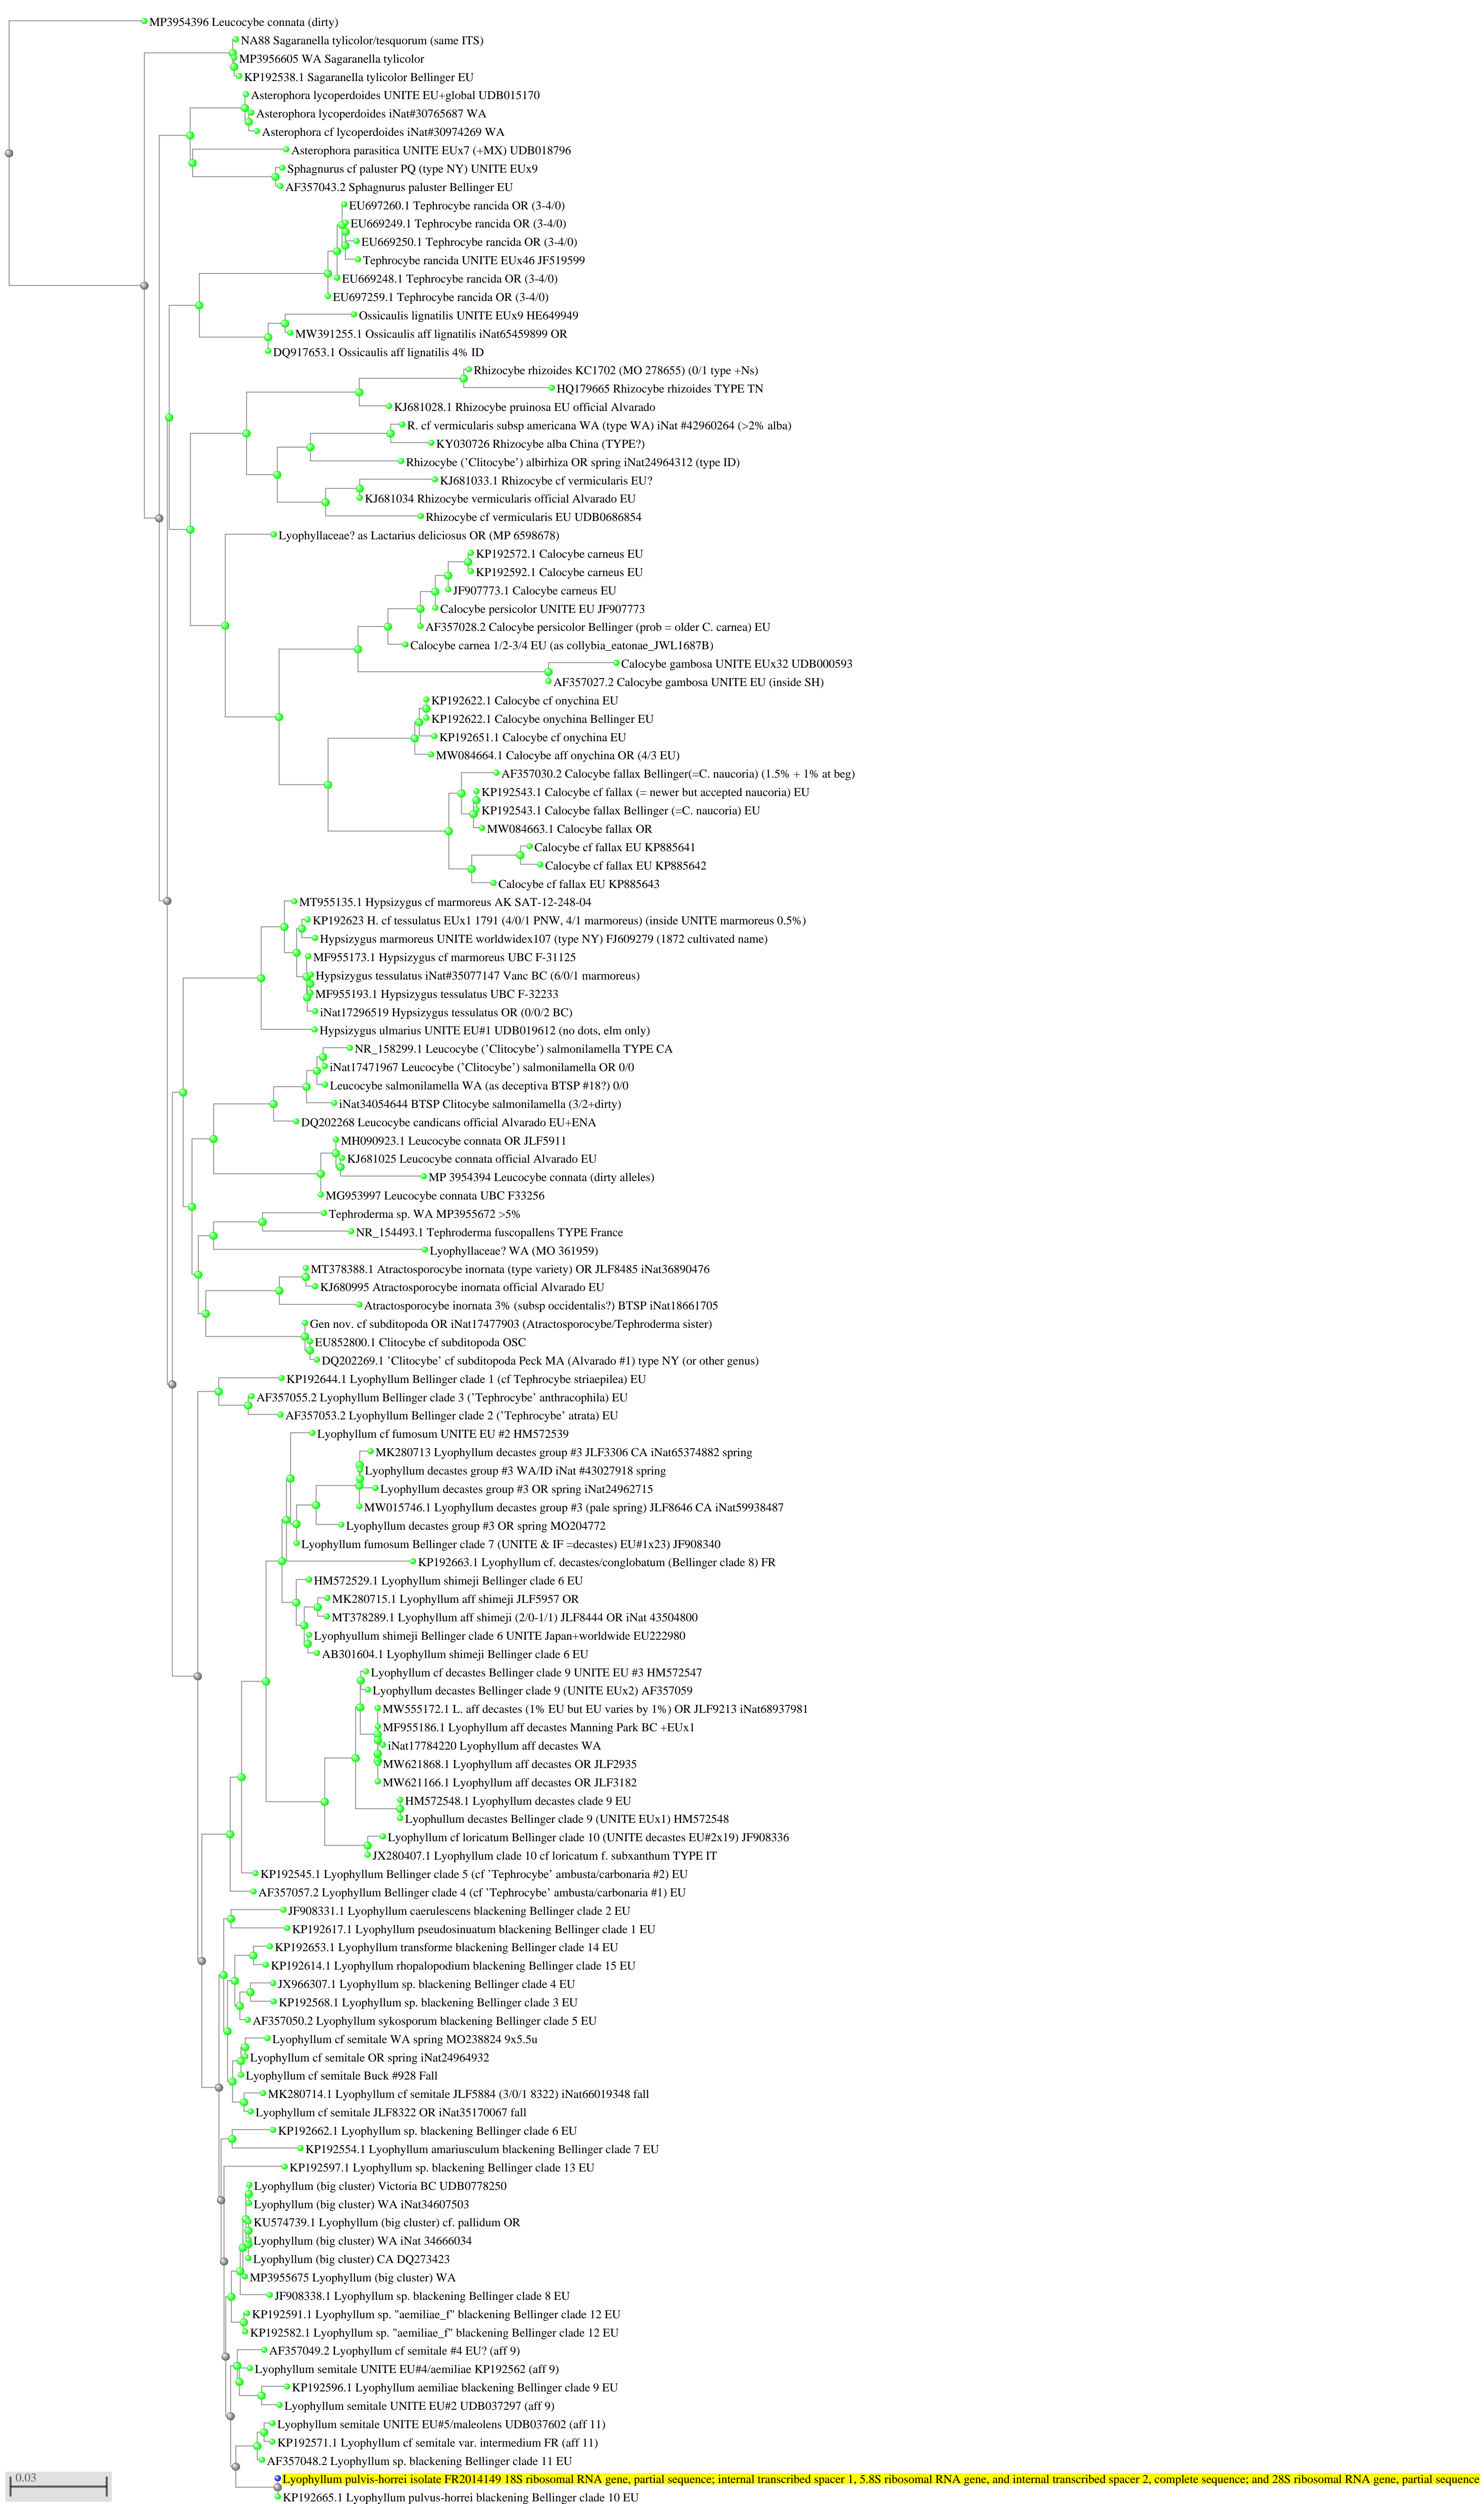 MP3954396 Leucocybe connata (dirty)
NA88 Sagaranella tylicolor/tesquorum (same ITS)
MP3956605 WA Sagaranella tylicolor
KP192538.1 Sagaranella tylicolor Bellinger EU
Asterophora lycoperdoides UNITE EU+global UDB015170
Asterophora lycoperdoides iNat#30765687 WA
Asterophora cf lycoperdoides iNat#30974269 WA
Asterophora parasitica UNITE EUx7 (+MX) UDB018796
Sphagnurus cf paluster PQ (type NY) UNITE EUx9
AF357043.2 Sphagnurus paluster Bellinger EU
EU697260.1 Tephrocybe rancida OR (3-4/0)
EU669249.1 Tephrocybe rancida OR (3-4/0)
EU669250.1 Tephrocybe rancida OR (3-4/0)
Tephrocybe rancida UNITE EUx46 JF519599
EU669248.1 Tephrocybe rancida OR (3-4/0)
EU697259.1 Tephrocybe rancida OR (3-4/0)
Ossicaulis lignatilis UNITE EUx9 HE649949
MW391255.1 Ossicaulis aff lignatilis iNat65459899 OR
DQ917653.1 Ossicaulis aff lignatilis 4% ID
Rhizocybe rhizoides KC1702 (MO 278655) (0/1 type +Ns)
HQ179665 Rhizocybe rhizoides TYPE TN
KJ681028.1 Rhizocybe pruinosa EU official Alvarado
R. cf vermicularis subsp americana WA (type WA) iNat #42960264 (>2% alba)
KY030726 Rhizocybe alba China (TYPE?)
Rhizocybe ('Clitocybe') albirhiza OR spring iNat24964312 (type ID)
KJ681033.1 Rhizocybe cf vermicularis EU?
KJ681034 Rhizocybe vermicularis official Alvarado EU
Rhizocybe cf vermicularis EU UDB0686854
Lyophyllaceae? as Lactarius deliciosus OR (MP 6598678)
KP192572.1 Calocybe carneus EU
KP192592.1 Calocybe carneus EU
JF907773.1 Calocybe carneus EU
Calocybe persicolor UNITE EU JF907773
AF357028.2 Calocybe persicolor Bellinger (prob = older C. carnea) EU
Calocybe carnea 1/2-3/4 EU (as collybia_eatonae_JWL1687B)
Calocybe gambosa UNITE EUx32 UDB000593
AF357027.2 Calocybe gambosa UNITE EU (inside SH)
KP192622.1 Calocybe cf onychina EU
KP192622.1 Calocybe onychina Bellinger EU
KP192651.1 Calocybe cf onychina EU
MW084664.1 Calocybe aff onychina OR (4/3 EU)
AF357030.2 Calocybe fallax Bellinger(=C. naucoria) (1.5% + 1% at beg)
KP192543.1 Calocybe cf fallax (= newer but accepted naucoria) EU
KP192543.1 Calocybe fallax Bellinger (=C. naucoria) EU
MW084663.1 Calocybe fallax OR
Calocybe cf fallax EU KP885641
Calocybe cf fallax EU KP885642
Calocybe cf fallax EU KP885643
MT955135.1 Hypsizygus cf marmoreus AK SAT-12-248-04
KP192623 H. cf tessulatus EUx1 1791 (4/0/1 PNW, 4/1 marmoreus) (inside UNITE marmoreus 0.5%)
Hypsizygus marmoreus UNITE worldwidex107 (type NY) FJ609279 (1872 cultivated name)
MF955173.1 Hypsizygus cf marmoreus UBC F-31125
Hypsizygus tessulatus iNat#35077147 Vanc BC (6/0/1 marmoreus)
MF955193.1 Hypsizygus tessulatus UBC F-32233
iNat17296519 Hypsizygus tessulatus OR (0/0/2 BC)
Hypsizygus ulmarius UNITE EU#1 UDB019612 (no dots, elm only)
NR_158299.1 Leucocybe ('Clitocybe') salmonilamella TYPE CA
iNat17471967 Leucocybe ('Clitocybe') salmonilamella OR 0/0
Leucocybe salmonilamella WA (as deceptiva BTSP #18?) 0/0
iNat34054644 BTSP Clitocybe salmonilamella (3/2+dirty)
DQ202268 Leucocybe candicans official Alvarado EU+ENA
MH090923.1 Leucocybe connata OR JLF5911
KJ681025 Leucocybe connata official Alvarado EU
MP 3954394 Leucocybe connata (dirty alleles)
MG953997 Leucocybe connata UBC F33256
Tephroderma sp. WA MP3955672 >5%
NR_154493.1 Tephroderma fuscopallens TYPE France
Lyophyllaceae? WA (MO 361959)
MT378388.1 Atractosporocybe inornata (type variety) OR JLF8485 iNat36890476
KJ680995 Atractosporocybe inornata official Alvarado EU
Atractosporocybe inornata 3% (subsp occidentalis?) BTSP iNat18661705
Gen nov. cf subditopoda OR iNat17477903 (Atractosporocybe/Tephroderma sister)
EU852800.1 Clitocybe cf subditopoda OSC
DQ202269.1 'Clitocybe' cf subditopoda Peck MA (Alvarado #1) type NY (or other genus)
KP192644.1 Lyophyllum Bellinger clade 1 (cf Tephrocybe striaepilea) EU
AF357055.2 Lyophyllum Bellinger clade 3 ('Tephrocybe' anthracophila) EU
AF357053.2 Lyophyllum Bellinger clade 2 ('Tephrocybe' atrata) EU
Lyophyllum cf fumosum UNITE EU #2 HM572539
MK280713 Lyophyllum decastes group #3 JLF3306 CA iNat65374882 spring
Lyophyllum decastes group #3 WA/ID iNat #43027918 spring
Lyophyllum decastes group #3 OR spring iNat24962715
MW015746.1 Lyophyllum decastes group #3 (pale spring) JLF8646 CA iNat59938487
Lyophyllum decastes group #3 OR spring MO204772
Lyophyllum fumosum Bellinger clade 7 (UNITE & IF =decastes) EU#1x23) JF908340
KP192663.1 Lyophyllum cf. decastes/conglobatum (Bellinger clade 8) FR
HM572529.1 Lyophyllum shimeji Bellinger clade 6 EU
MK280715.1 Lyophyllum aff shimeji JLF5957 OR
MT378289.1 Lyophyllum aff shimeji (2/0-1/1) JLF8444 OR iNat 43504800
Lyophyullum shimeji Bellinger clade 6 UNITE Japan+worldwide EU222980
AB301604.1 Lyophyllum shimeji Bellinger clade 6 EU
Lyophyllum cf decastes Bellinger clade 9 UNITE EU #3 HM572547
Lyophyllum decastes Bellinger clade 9 (UNITE EUx2) AF357059
MW555172.1 L. aff decastes (1% EU but EU varies by 1%) OR JLF9213 iNat68937981
MF955186.1 Lyophyllum aff decastes Manning Park BC +EUx1
iNat17784220 Lyophyllum aff decastes WA
MW621868.1 Lyophyllum aff decastes OR JLF2935
MW621166.1 Lyophyllum aff decastes OR JLF3182
HM572548.1 Lyophyllum decastes clade 9 EU
Lyophullum decastes Bellinger clade 9 (UNITE EUx1) HM572548
Lyophyllum cf loricatum Bellinger clade 10 (UNITE decastes EU#2x19) JF908336
JX280407.1 Lyophyllum clade 10 cf loricatum f. subxanthum TYPE IT
KP192545.1 Lyophyllum Bellinger clade 5 (cf 'Tephrocybe' ambusta/carbonaria #2) EU
AF357057.2 Lyophyllum Bellinger clade 4 (cf 'Tephrocybe' ambusta/carbonaria #1) EU
JF908331.1 Lyophyllum caerulescens blackening Bellinger clade 2 EU
KP192617.1 Lyophyllum pseudosinuatum blackening Bellinger clade 1 EU
KP192653.1 Lyophyllum transforme blackening Bellinger clade 14 EU
KP192614.1 Lyophyllum rhopalopodium blackening Bellinger clade 15 EU
JX966307.1 Lyophyllum sp. blackening Bellinger clade 4 EU
KP192568.1 Lyophyllum sp. blackening Bellinger clade 3 EU
AF357050.2 Lyophyllum sykosporum blackening Bellinger clade 5 EU
Lyophyllum cf semitale WA spring MO238824 9x5.5u
Lyophyllum cf semitale OR spring iNat24964932
Lyophyllum cf semitale Buck #928 Fall
MK280714.1 Lyophyllum cf semitale JLF5884 (3/0/1 8322) iNat66019348 fall
Lyophyllum cf semitale JLF8322 OR iNat35170067 fall
KP192662.1 Lyophyllum sp. blackening Bellinger clade 6 EU
KP192554.1 Lyophyllum amariusculum blackening Bellinger clade 7 EU
KP192597.1 Lyophyllum sp. blackening Bellinger clade 13 EU
Lyophyllum (big cluster) Victoria BC UDB0778250
Lyophyllum (big cluster) WA iNat34607503
KU574739.1 Lyophyllum (big cluster) cf. pallidum OR
Lyophyllum (big cluster) WA iNat 34666034
Lyophyllum (big cluster) CA DQ273423
MP3955675 Lyophyllum (big cluster) WA
JF908338.1 Lyophyllum sp. blackening Bellinger clade 8 EU
KP192591.1 Lyophyllum sp. "aemiliae_f" blackening Bellinger clade 12 EU
KP192582.1 Lyophyllum sp. "aemiliae_f" blackening Bellinger clade 12 EU
AF357049.2 Lyophyllum cf semitale #4 EU? (aff 9)
Lyophyllum semitale UNITE EU#4/aemiliae KP192562 (aff 9)
KP192596.1 Lyophyllum aemiliae blackening Bellinger clade 9 EU
Lyophyllum semitale UNITE EU#2 UDB037297 (aff 9)
Lyophyllum semitale UNITE EU#5/maleolens UDB037602 (aff 11)
KP192571.1 Lyophyllum cf semitale var. intermedium FR (aff 11)
AF357048.2 Lyophyllum sp. blackening Bellinger clade 11 EU
Lyophyllum pulvis-horrei isolate FR2014149 18S ribosomal RNA gene, partial sequence; internal transcribed spacer 1, 5.8S ribosomal RNA gene, and internal transcribed spacer 2, complete sequence; and 28S ribosomal RNA gene, partial sequence
KP192665.1 Lyophyllum pulvus-horrei blackening Bellinger clade 10 EU
0.03